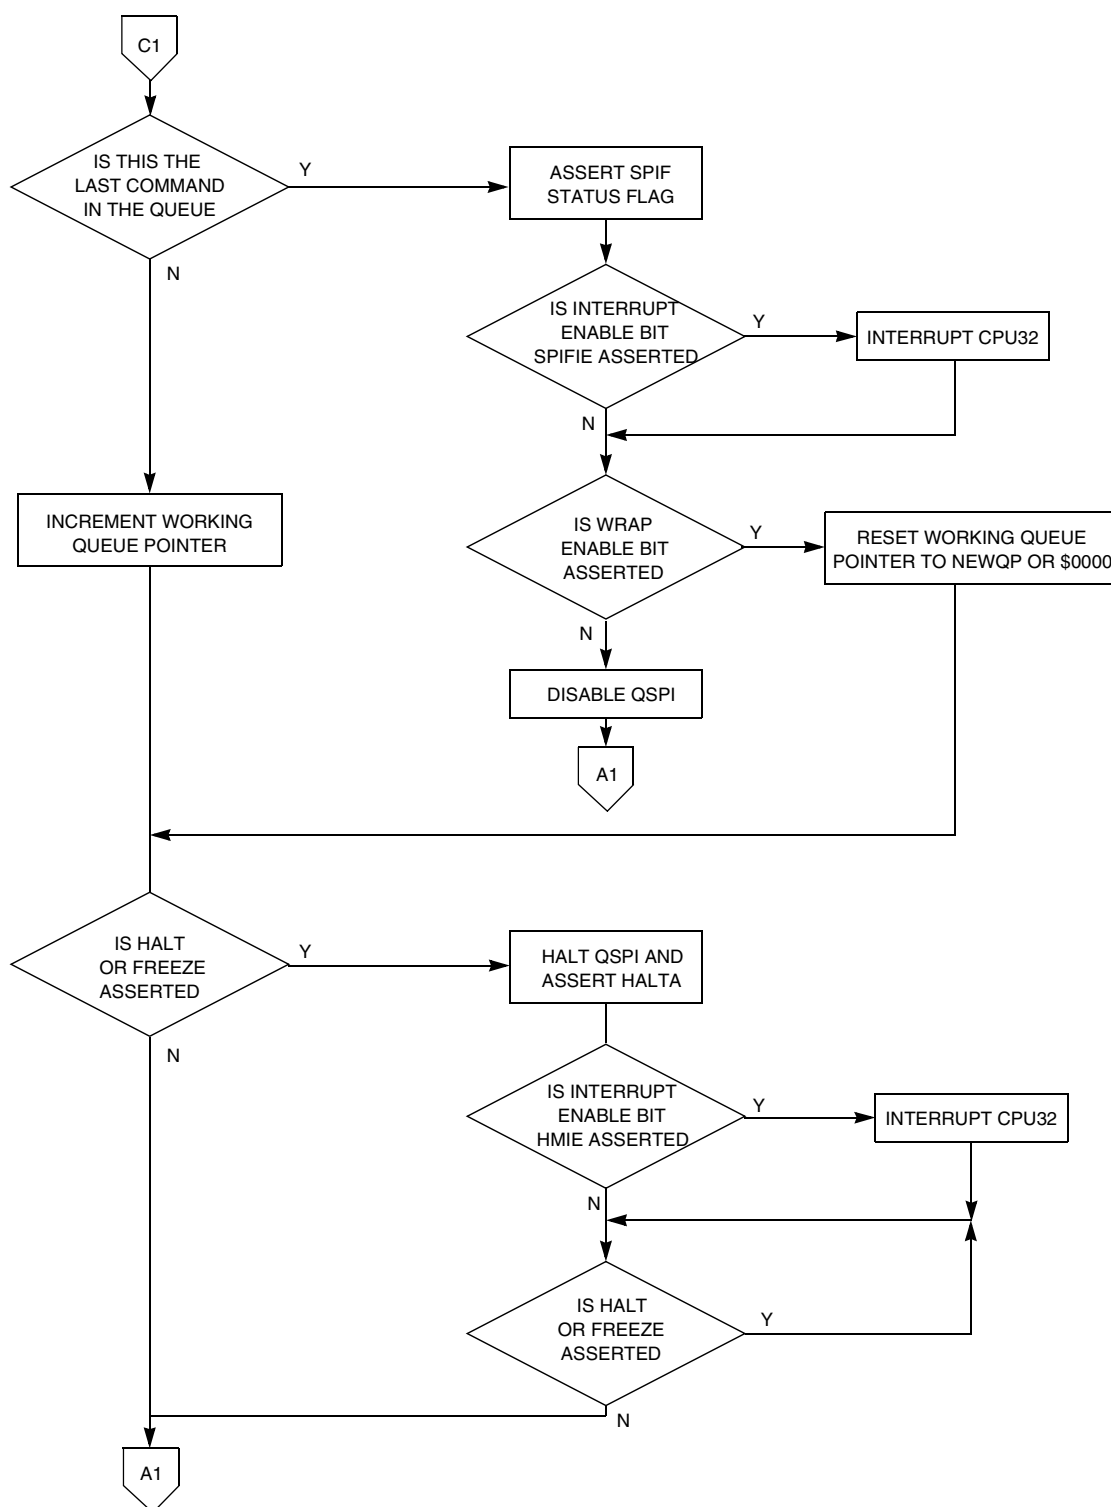 C1
IS THIS THE
LAST COMMAND
IN THE QUEUE
Y
N
ASSERT SPIF
STATUS FLAG
IS INTERRUPT
ENABLE BIT
SPIFIE ASSERTED
Y
N
INTERRUPT CPU32
INCREMENT WORKING
QUEUE POINTER
IS WRAP
ENABLE BIT
ASSERTED
Y
N
RESET WORKING QUEUE
POINTER TO NEWQP OR $0000
DISABLE QSPI
A1
IS HALT
OR FREEZE
ASSERTED
Y
N
HALT QSPI AND
ASSERT HALTA
IS INTERRUPT
ENABLE BIT
HMIE ASSERTED
Y
N
INTERRUPT CPU32
IS HALT
OR FREEZE
ASSERTED
Y
N
A1